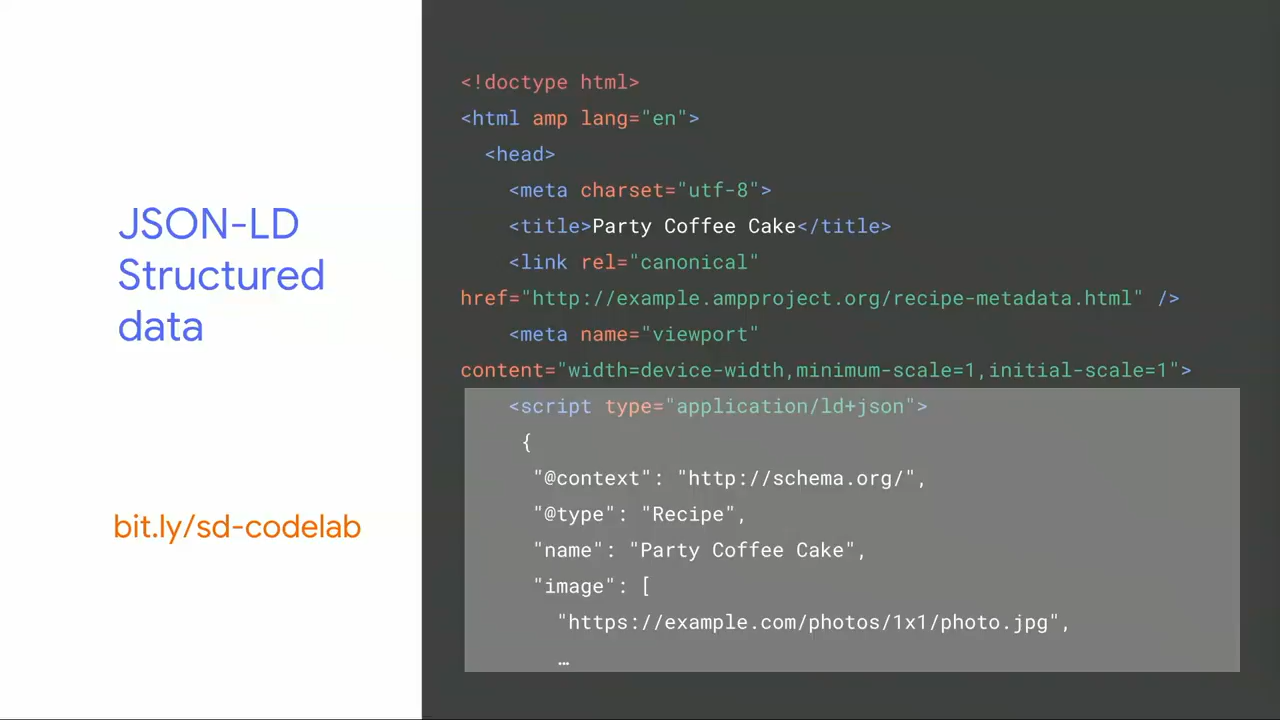 JSON-LD
Structured
data
bit.ly/sd-codelab
<!doctype html>
<html amp lang="en">
<head>
<meta charset="utf-8">
<title>Party Coffee Cake</title>
<link rel="canonical"
href="http://example.ampproject.org/recipe-metadata.html" />
<meta name="viewport"
content="width=device-width,minimum-scale=1,initial-scale=1">
<script type="application/ld+json">
{
"@context": "http://schema.org/",
"@type": "Recipe",
"name": "Party Coffee Cake",
"image": [
"https://example.com/photos/1x1/photo.jpg",
…